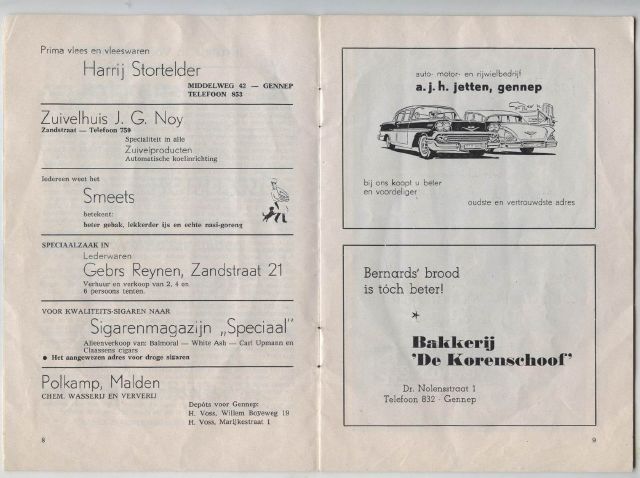 Prima vlees en vleeswaren
Harrij Stortelder
MIDDELWEG 42 — GENNEP
TELEFOON 853
Zuivelhuis J. G. Noy
Zandstraat — Telefoon 759
Specialiteit in alle
Zuivelproducten
Automatische koelinrichting
Iedereen weet het
Smeets
betekent:
beter gebak, lekkerder ijs en echte nasi-goreng
SPECIAALZAAK IN
Lederwaren
Gebrs Reynen, Zandstraat 21
Verhuur en verkoop van 2, 4 en
6 persoons tenten.
VOOR KWALITEITS-SIGAREN NAAR
Sigarenmagazijn „Speciaal”
Alleenverkoop van: Balmoral — White Ash — Carl Upmann en
Claassens cigars
● Het aangewezen adres voor droge sigaren
Polkamp, Malden
CHEM. WASSERIJ EN VERVERIJ
Depôts voor Gennep:
H. Voss, Willem Boyeweg 19
H. Voss, Marijkestraat 1
8
auto- motor- en rijwielbedrijf
a.j.h. jetten, gennep
bij ons koopt u beter
en voordeliger
oudste en vertrouwdste adres
Bernards' brood
is tóch beter!
Bakkerij
'De Korenschoof'
Dr. Nolensstraat 1
Telefoon 832 - Gennep
9